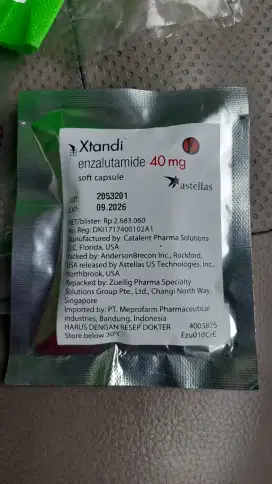 Xtandi®
enzalutamide 40 mg
soft capsule
astellas
LOT: 2053201
EXP: 09.2026
HET/blister: Rp 2.683.060
No. Reg: DKI1717400102A1
Manufactured by: Catalent Pharma Solutions
LLC, Florida, USA
Packed by: AndersonBrecon Inc., Rockford,
USA released by Astellas US Technologies, Inc.,
Northbrook, USA
Repacked by: Zuellig Pharma Specialty
Solutions Group Pte., Ltd., Changi North Way,
Singapore
Imported by: PT. Meprofarm Pharmaceutical
Industries, Bandung, Indonesia
HARUS DENGAN RESEP DOKTER
4003875
Store below 30°C
Ezu010CrE